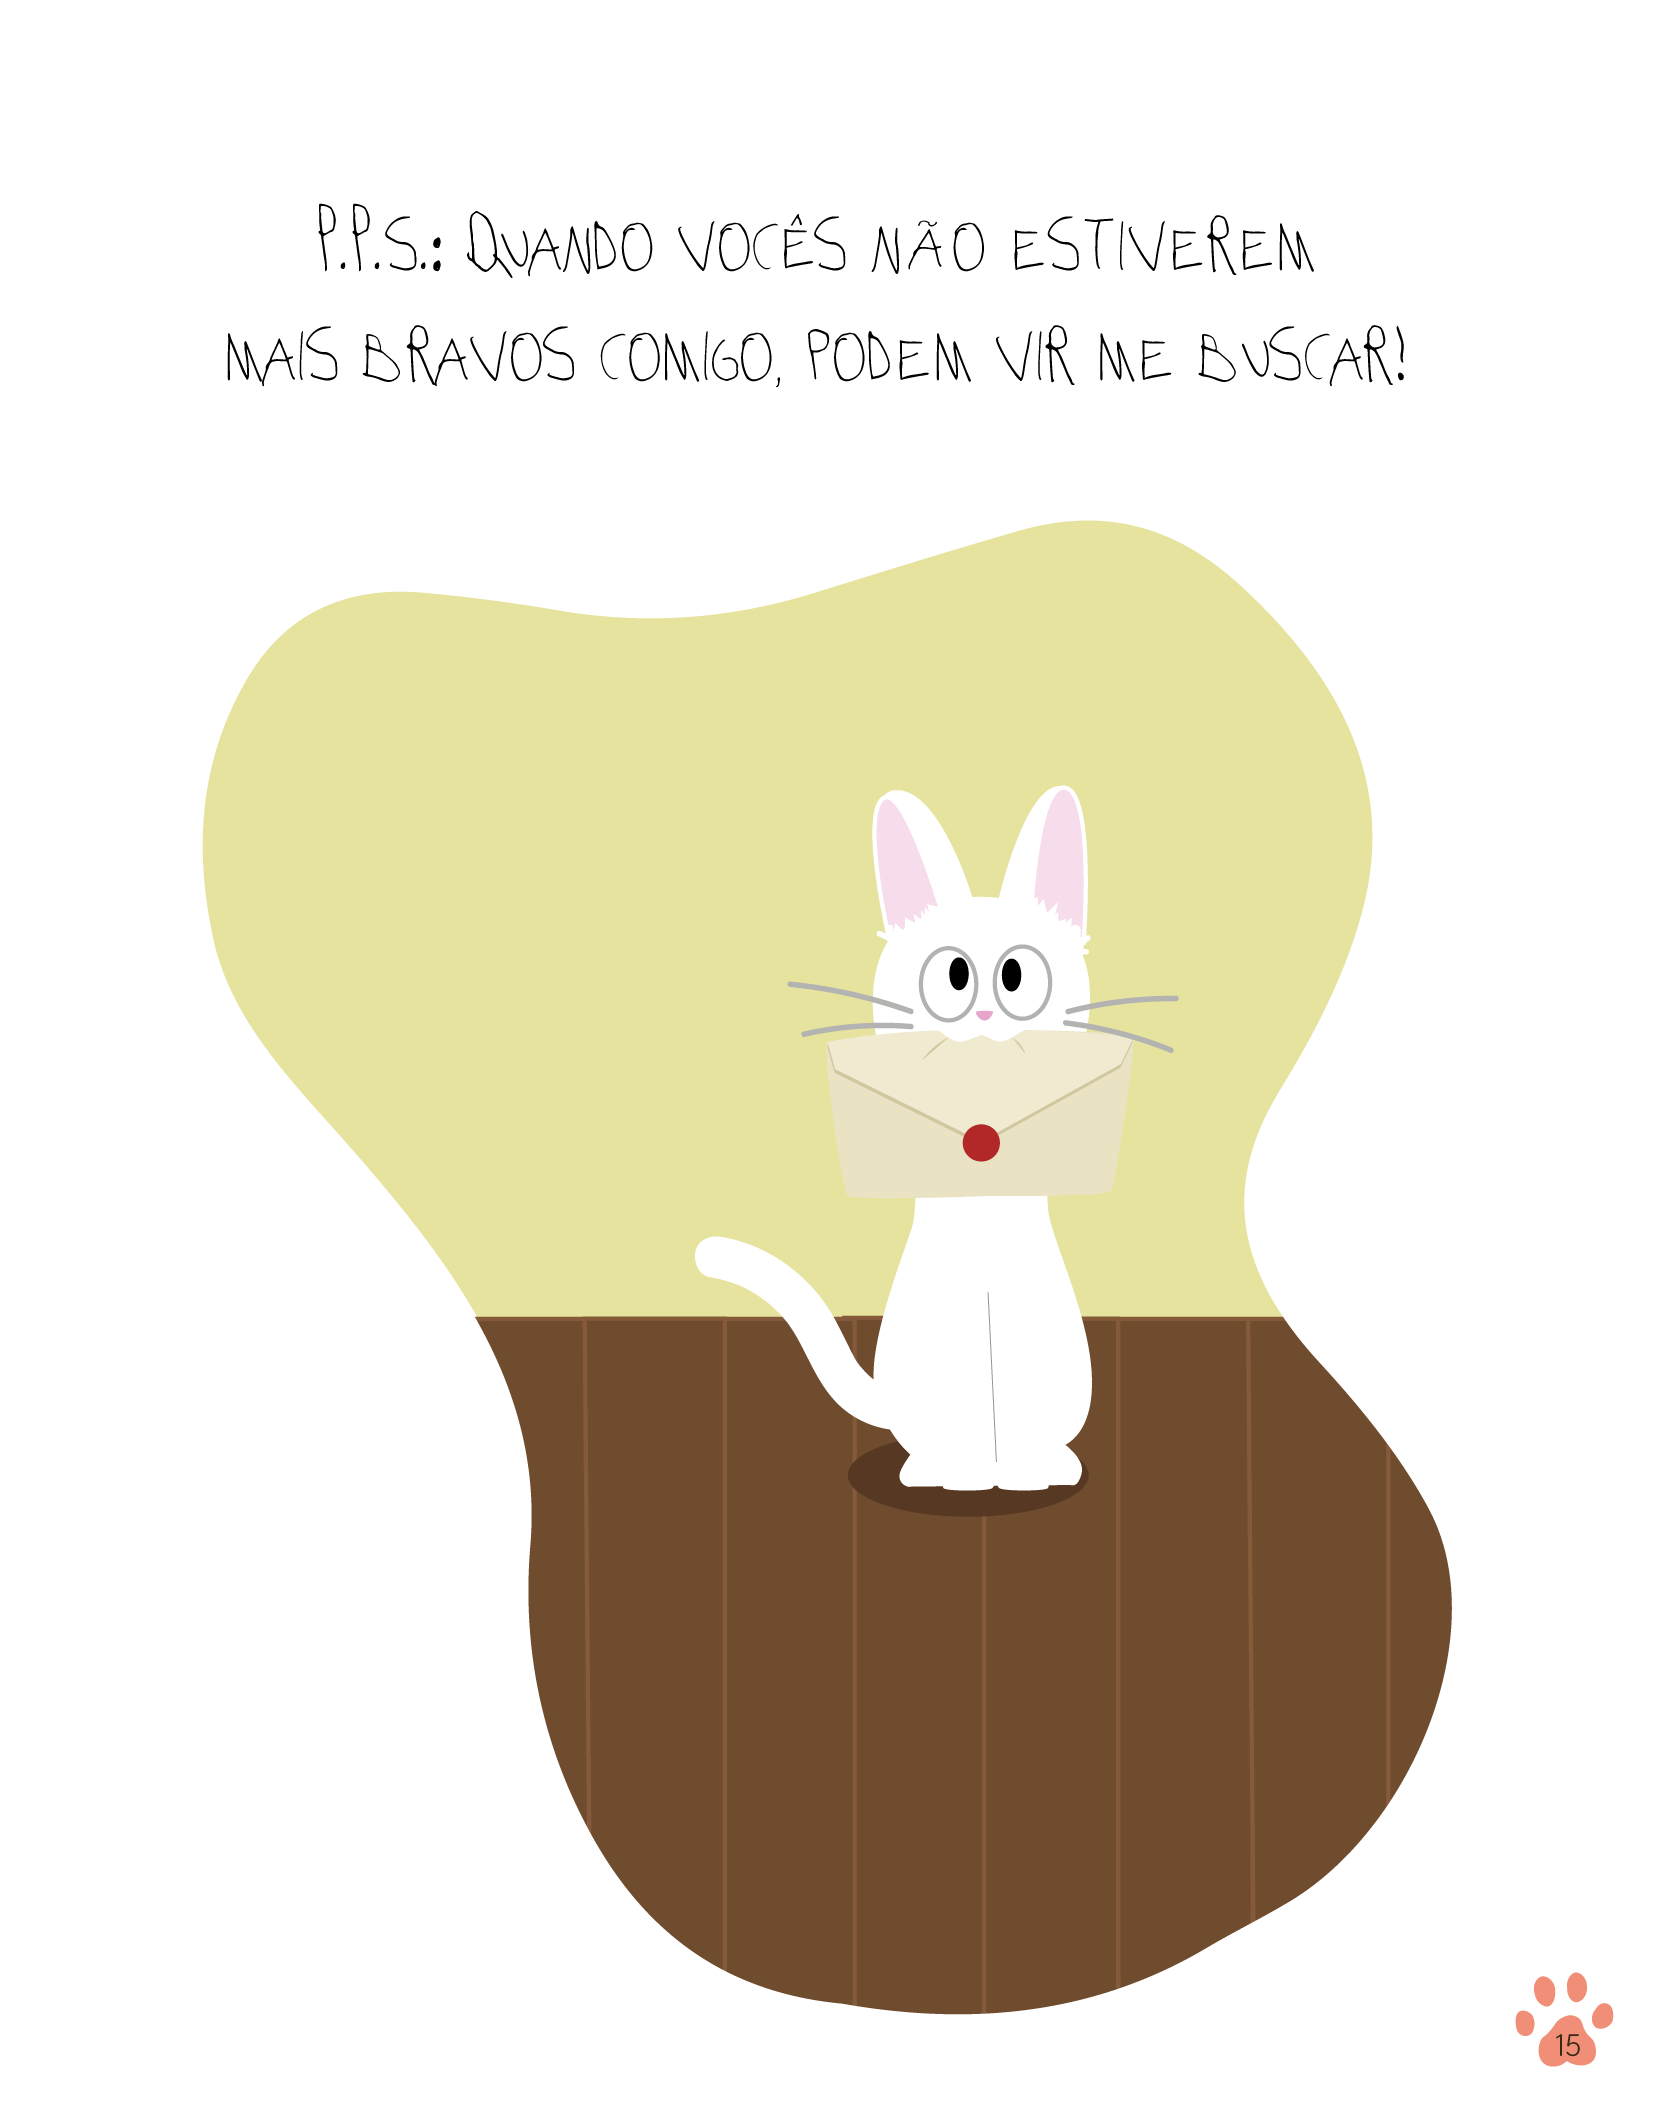 P.P.S.: QUANDO VOCÊS NÃO ESTIVEREM
MAIS BRAVOS COMIGO, PODEM VIR ME BUSCAR!
15